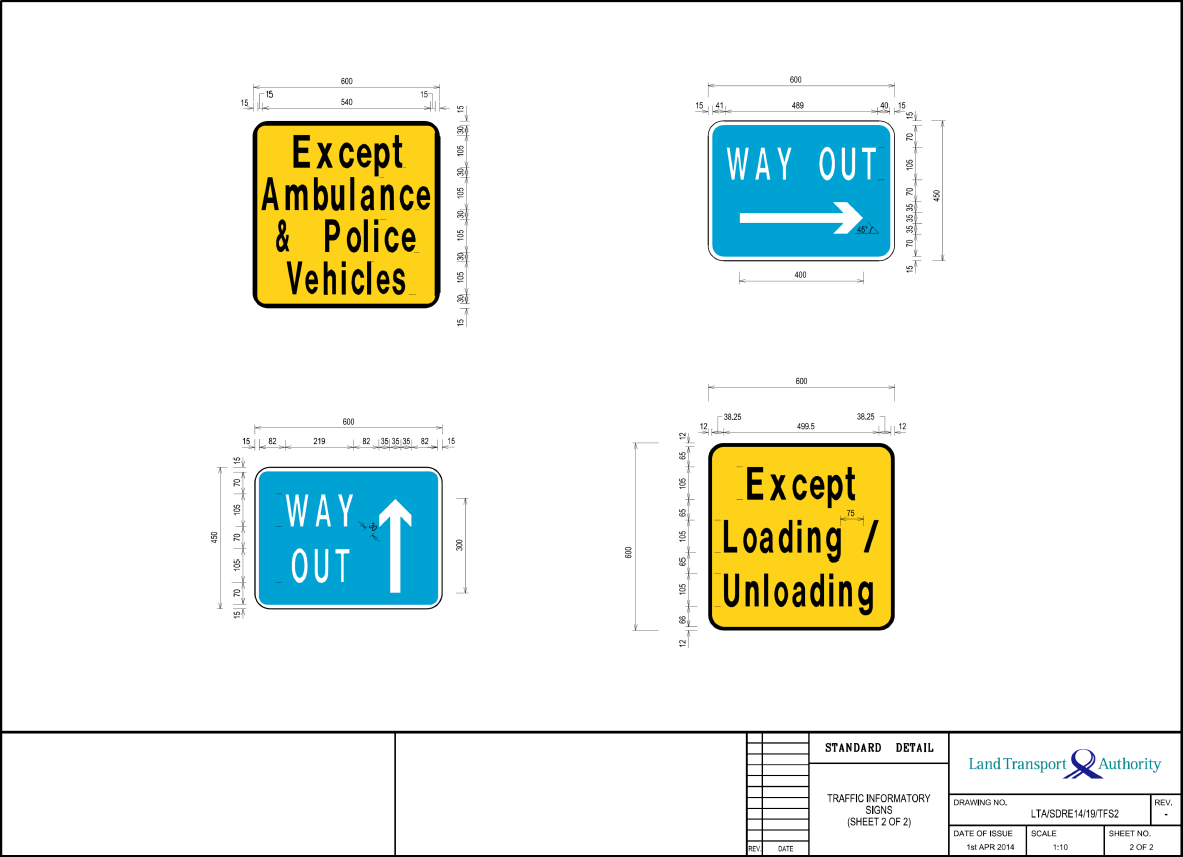 600
15 15 15
540
15
30
105
30
105
30
105
30
105
30
15
Except
Ambulance
& Police
Vehicles
600
15 41 489 40 15
15
70
105
70
35
35
35
70
15
450
WAY OUT
45°
400
600
15 82 219 82 35 35 35 82 15
15
70
105
70
105
70
15
450
WAY
OUT
30
300
600
38.25 38.25
12 499.5 12
12
65
105
65
105
65
105
66
12
600
Except
75
Loading /
Unloading
REV. DATE
STANDARD DETAIL
TRAFFIC INFORMATORY
SIGNS
(SHEET 2 OF 2)
Land Transport Authority
DRAWING NO. REV.
LTA/SDRE14/19/TFS2 -
DATE OF ISSUE SCALE SHEET NO.
1st APR 2014 1:10 2 OF 2